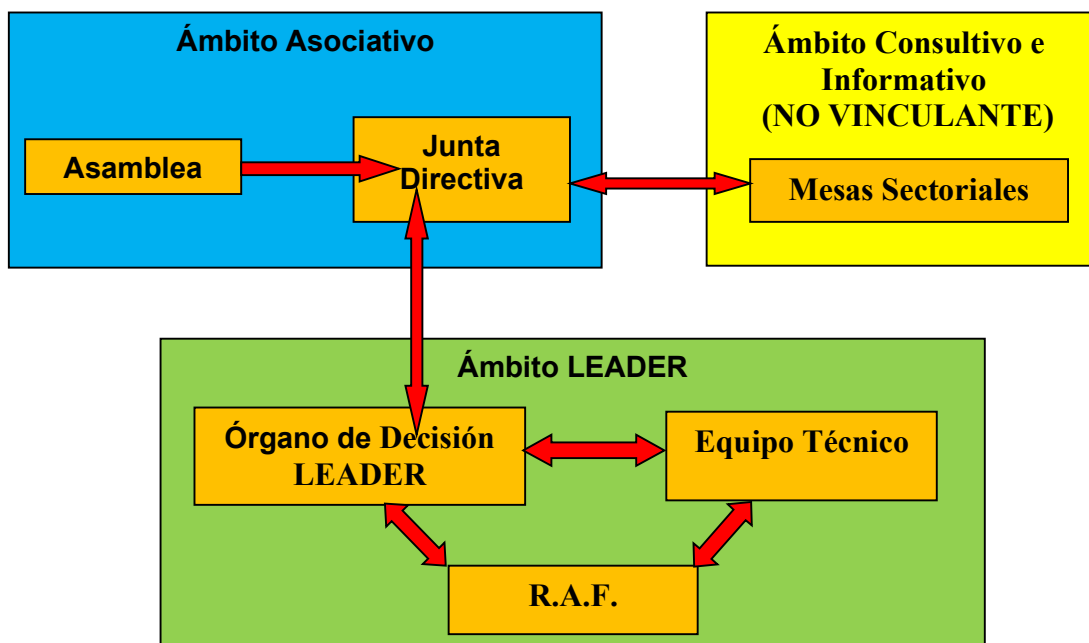 Ámbito Asociativo
Asamblea
Junta
Directiva
Ámbito Consultivo e
Informativo
(NO VINCULANTE)
Mesas Sectoriales
Ámbito LEADER
Órgano de Decisión
LEADER
Equipo Técnico
R.A.F.